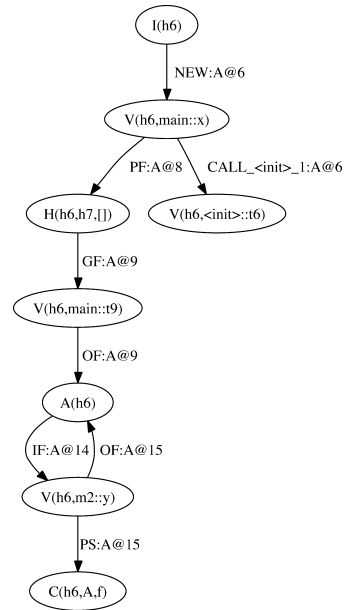 I(h6)
NEW:A@6
V(h6,main::x)
PF:A@8 CALL_<init>_1:A@6
H(h6,h7,[]) V(h6,<init>::t6)
GF:A@9
V(h6,main::t9)
OF:A@9
A(h6)
IF:A@14 OF:A@15
V(h6,m2::y)
PS:A@15
C(h6,A,f)